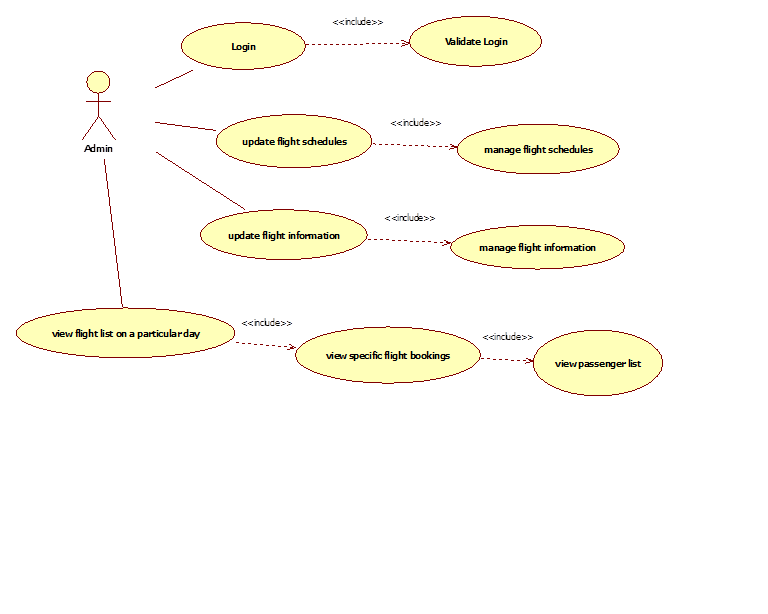 <<include>>
Login
Validate Login
Admin
<<include>>
update flight schedules
manage flight schedules
<<include>>
update flight information
manage flight information
<<include>>
view flight list on a particular day
view specific flight bookings
<<include>>
view passenger list